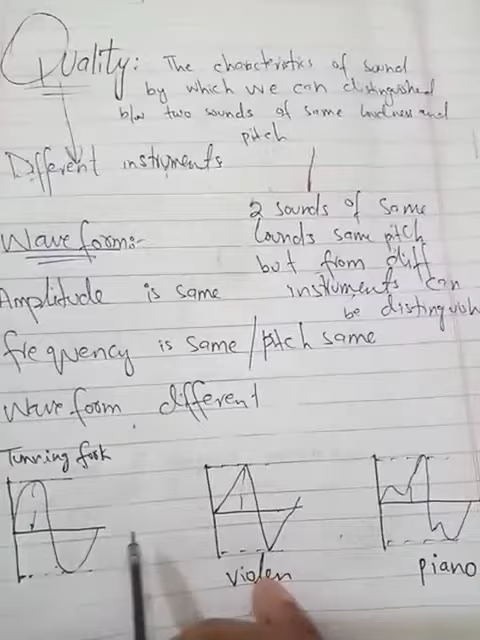 Quality: The charecteristics of sound
by which we can distinguished
b/w two sounds of same loudness and
pitch
Different instruments
2 sounds of same
Wave form:-
lounds same pitch
but from diff
Amplitude is same
instruments can
be distinguish
frequency is same/pitch same
Wave form different
Tunning fork
violen
piano